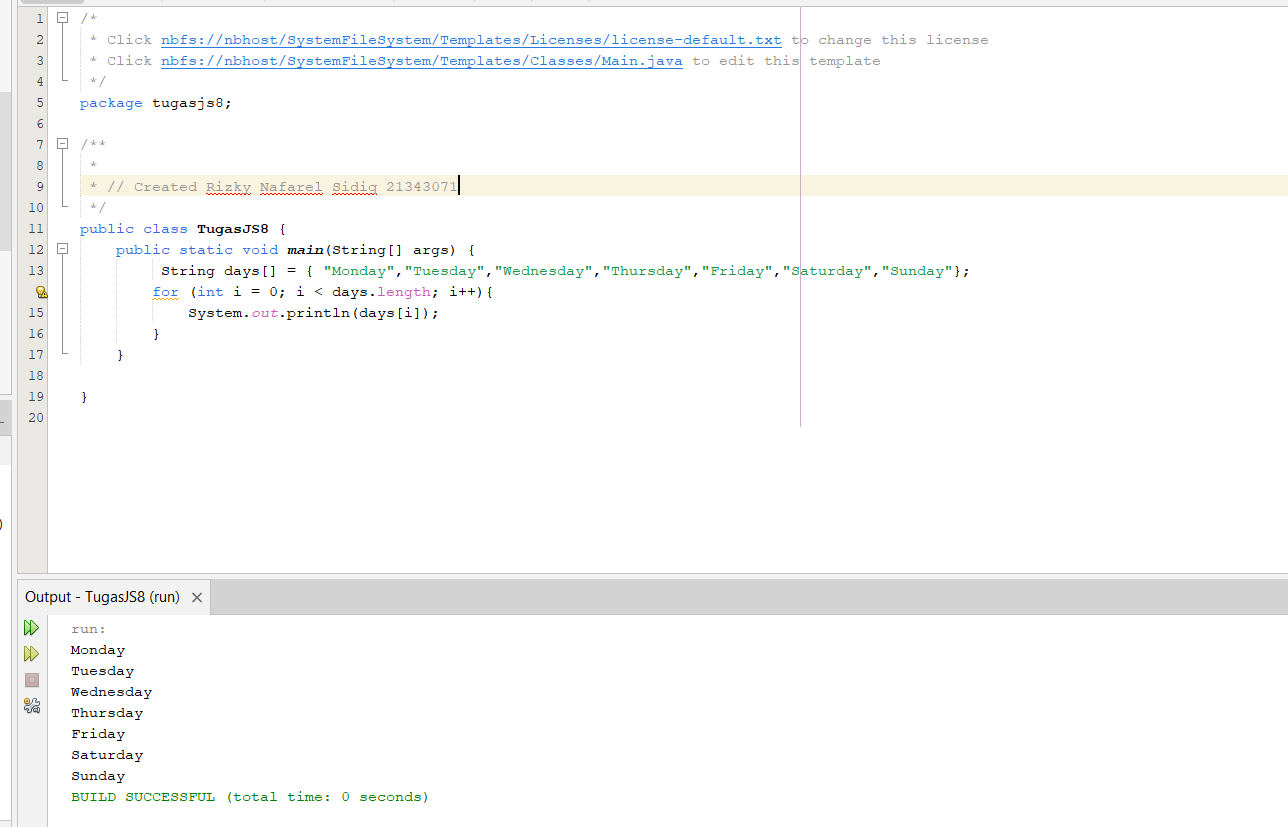 1 /*
2 * Click nbfs://nbhost/SystemFileSystem/Templates/Licenses/license-default.txt to change this license
3 * Click nbfs://nbhost/SystemFileSystem/Templates/Classes/Main.java to edit this template
4 */
5 package tugasjs8;
6
7 /**
8 *
9 * // Created Rizky Nafarel Sidiq 21343071
10 */
11 public class TugasJS8 {
12 public static void main(String[] args) {
13 String days[] = { "Monday","Tuesday","Wednesday","Thursday","Friday","Saturday","Sunday"};
for (int i = 0; i < days.length; i++){
15 System.out.println(days[i]);
16 }
17 }
18
19 }
20
Output - TugasJS8 (run)
run:
Monday
Tuesday
Wednesday
Thursday
Friday
Saturday
Sunday
BUILD SUCCESSFUL (total time: 0 seconds)